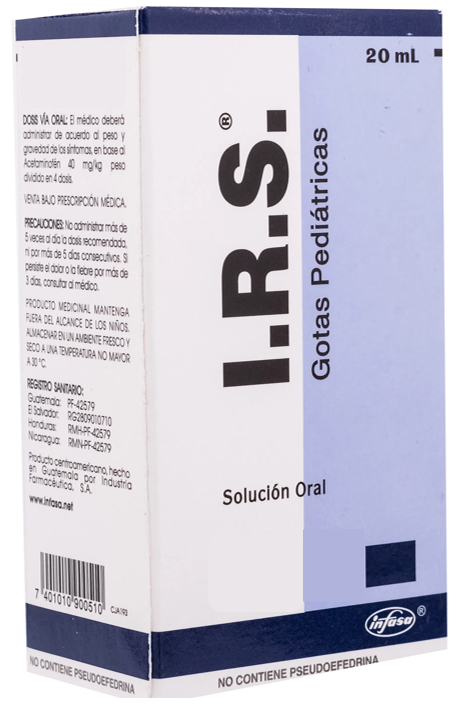 DOSIS VÍA ORAL: El médico deberá
administrar de acuerdo al peso y
gravedad de los síntomas, en base al
Acetaminofén 40 mg/kg peso
dividido en 4 dosis.
VENTA BAJO PRESCRIPCIÓN MÉDICA.
PRECAUCIONES: No administrar más de
5 veces al día la dosis recomendada,
ni por más de 5 días consecutivos. Si
persiste el dolor o la fiebre por más de
3 días, consultar al médico.
PRODUCTO MEDICINAL MANTENGA
FUERA DEL ALCANCE DE LOS NIÑOS.
ALMACENAR EN UN AMBIENTE FRESCO Y
SECO A UNA TEMPERATURA NO MAYOR
A 30 °C.
REGISTRO SANITARIO:
Guatemala: PF-42579
El Salvador: RG2809010710
Honduras: RMH-PF-42579
Nicaragua: RMN-PF-42579
Producto centroamericano, hecho
en Guatemala por Industria
Farmacéutica, S.A.
www.infasa.net
7 401010 900510
CJA193
NO CONTIENE PSEUDOEFEDRINA
20 mL
I.R.S.®
Gotas Pediátricas
Solución Oral
infasa®
NO CONTIENE PSEUDOEFEDRINA